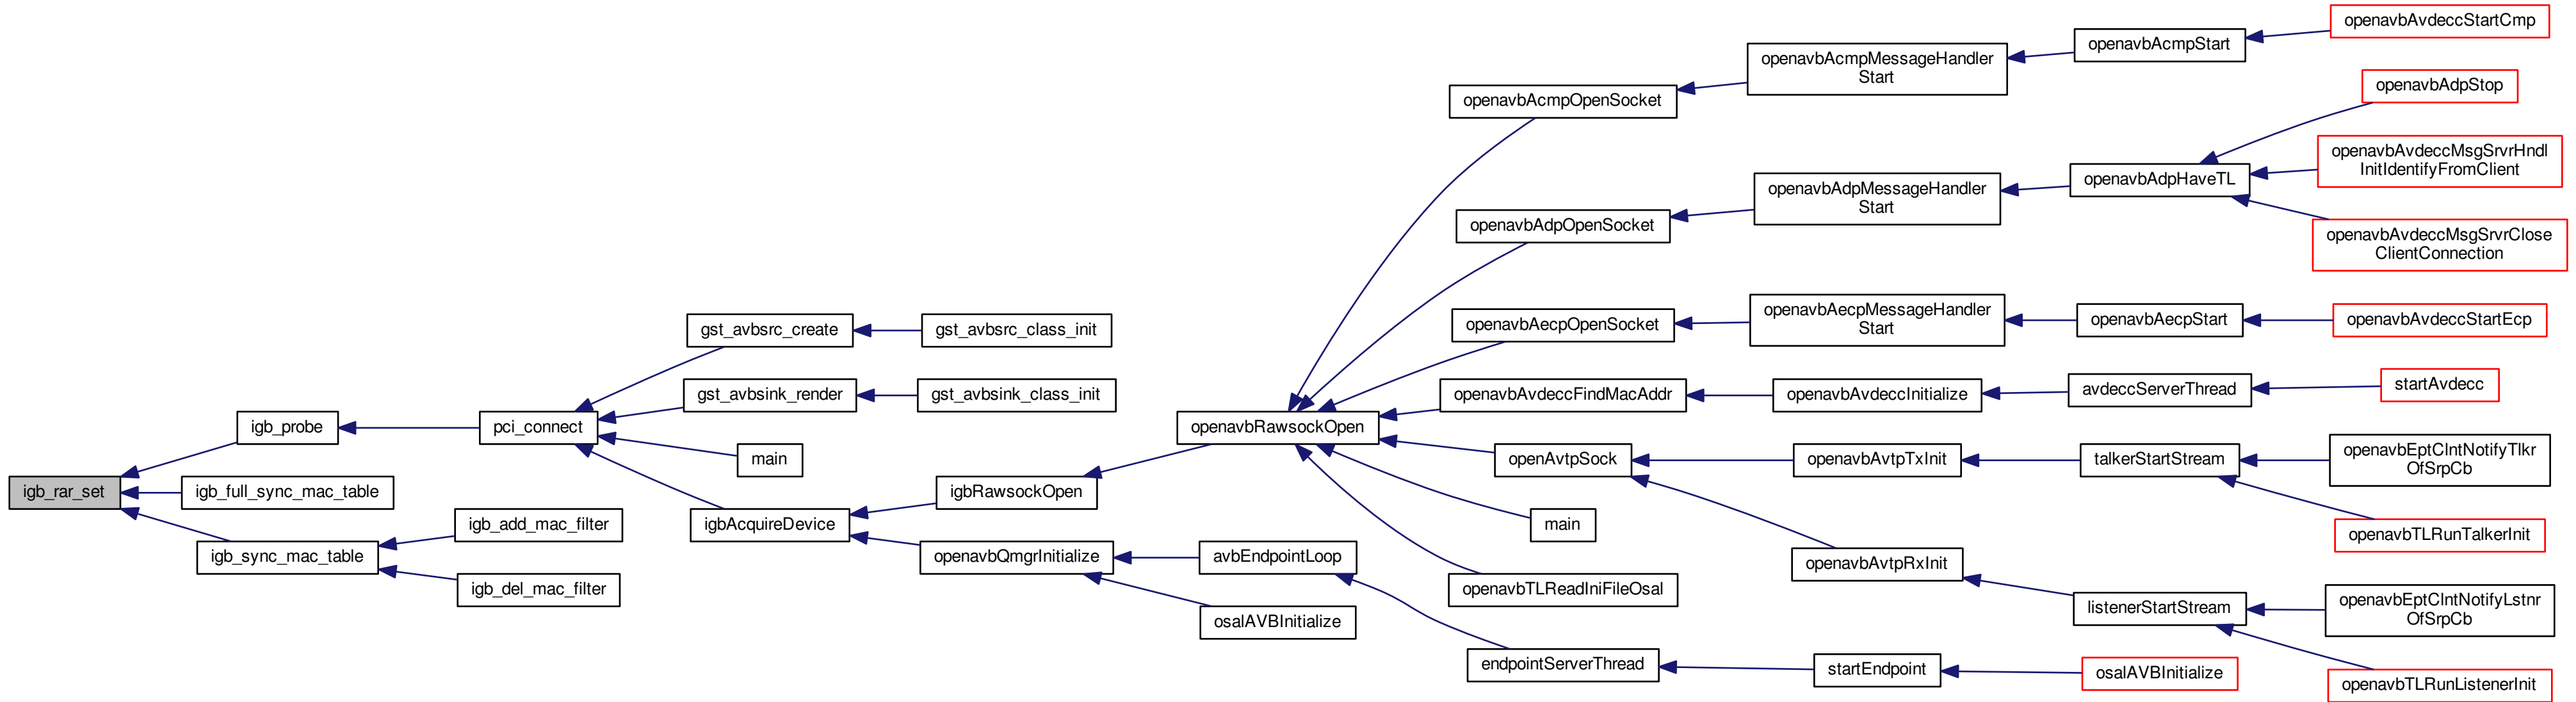 igb_rar_set
igb_probe
igb_full_sync_mac_table
igb_sync_mac_table
igb_add_mac_filter
igb_del_mac_filter
pci_connect
gst_avbsrc_create
gst_avbsrc_class_init
gst_avbsink_render
gst_avbsink_class_init
main
igbAcquireDevice
igbRawsockOpen
openavbQmgrInitialize
avbEndpointLoop
osalAVBInitialize
endpointServerThread
startEndpoint
osalAVBInitialize
openavbRawsockOpen
openavbAcmpOpenSocket
openavbAcmpMessageHandler
Start
openavbAcmpStart
openavbAvdeccStartCmp
openavbAdpOpenSocket
openavbAdpMessageHandler
Start
openavbAdpHaveTL
openavbAdpStop
openavbAvdeccMsgSrvrHndl
InitIdentifyFromClient
openavbAvdeccMsgSrvrClose
ClientConnection
openavbAecpOpenSocket
openavbAecpMessageHandler
Start
openavbAecpStart
openavbAvdeccStartEcp
openavbAvdeccFindMacAddr
openavbAvdeccInitialize
avdeccServerThread
startAvdecc
openAvtpSock
openavbAvtpTxInit
talkerStartStream
openavbEptClntNotifyTlkr
OfSrpCb
openavbTLRunTalkerInit
openavbAvtpRxInit
listenerStartStream
openavbEptClntNotifyLstnr
OfSrpCb
openavbTLRunListenerInit
main
openavbTLReadIniFileOsal